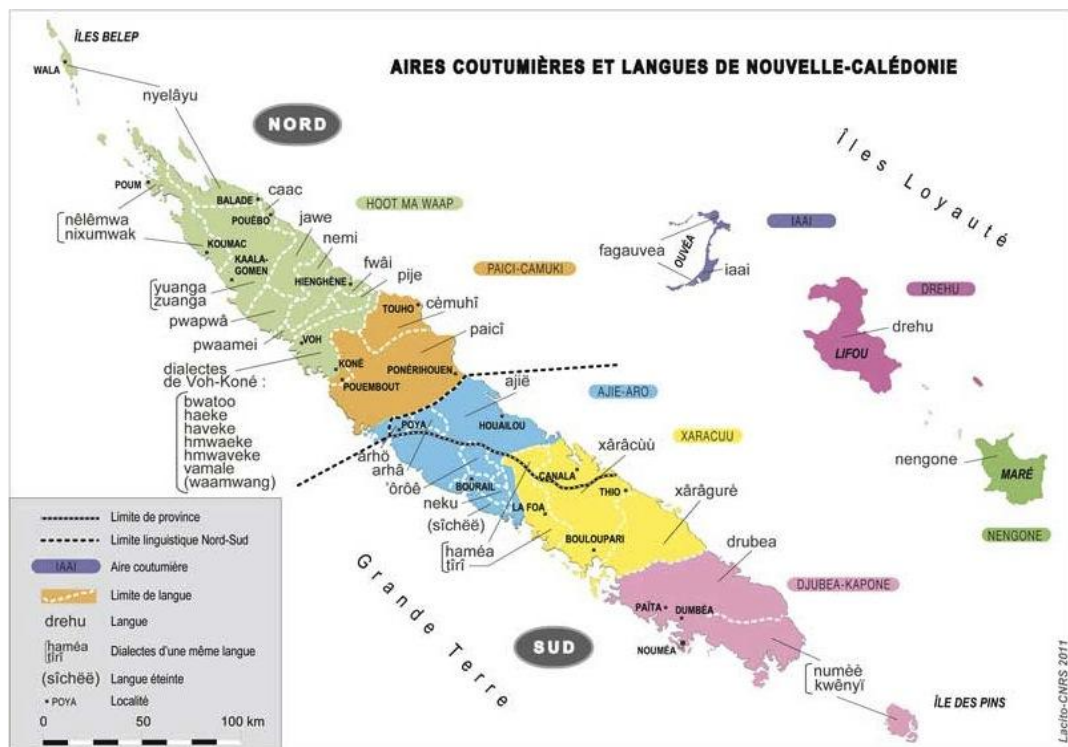 AIRES COUTUMIÈRES ET LANGUES DE NOUVELLE-CALÉDONIE
ÎLES BELEP
WALA
nyelâyu
NORD
Îles Loyauté
POUM
BALADE
caac
POUÉBO
HOOT MA WAAP
nêlêmwa
nixumwak
jawe
nemi
KOUMAC
KAALA-
GOMEN
fwâi
HIENGHÈNE
pije
PAICI-CAMUKI
yuanga
zuanga
TOUHO
cèmuhî
pwapwâ
paicî
pwaamei
VOH
dialectes
de Voh-Koné :
KONÉ
PONÉRIHOUEN
POUEMBOUT
bwatoo
haeke
haveke
hmwaeke
hmwaveke
vamale
(waamwang)
fagauvea
OUVÉA
iaai
IAAI
DREHU
drehu
LIFOU
nengone
MARÉ
NENGONE
ajië
AJIE-ARO
POYA
HOUAILOU
XARACUU
arhö
arhâ
xârâcùù
'ôrôê
CANALA
BOURAIL
THIO
neku
LA FOA
xârâgurè
(sîchëë)
BOULOUPARI
haméa
tîrî
drubea
DJUBEA-KAPONE
PAÏTA
DUMBÉA
NOUMÉA
Grande Terre
SUD
numèè
kwênyï
ÎLE DES PINS
Limite de province
Limite linguistique Nord-Sud
IAAI
Aire coutumière
Limite de langue
drehu
Langue
haméa
tîrî
Dialectes d'une même langue
(sîchëë)
Langue éteinte
POYA
Localité
0 50 100 km
Lacito-CNRS 2011